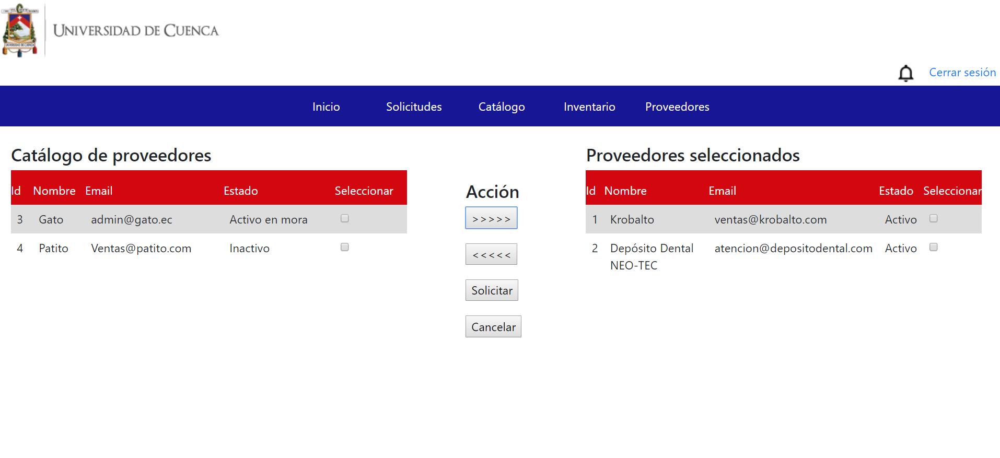 UNIVERSIDAD DE CUENCA
Cerrar sesión
Inicio Solicitudes Catálogo Inventario Proveedores
Catálogo de proveedores
Id Nombre Email Estado Seleccionar
3 Gato admin@gato.ec Activo en mora
4 Patito Ventas@patito.com Inactivo
Acción
>>>>>
<<<<<
Solicitar
Cancelar
Proveedores seleccionados
Id Nombre Email Estado Seleccionar
1 Krobalto ventas@krobalto.com Activo
2 Depósito Dental atencion@depositodental.com Activo
NEO-TEC